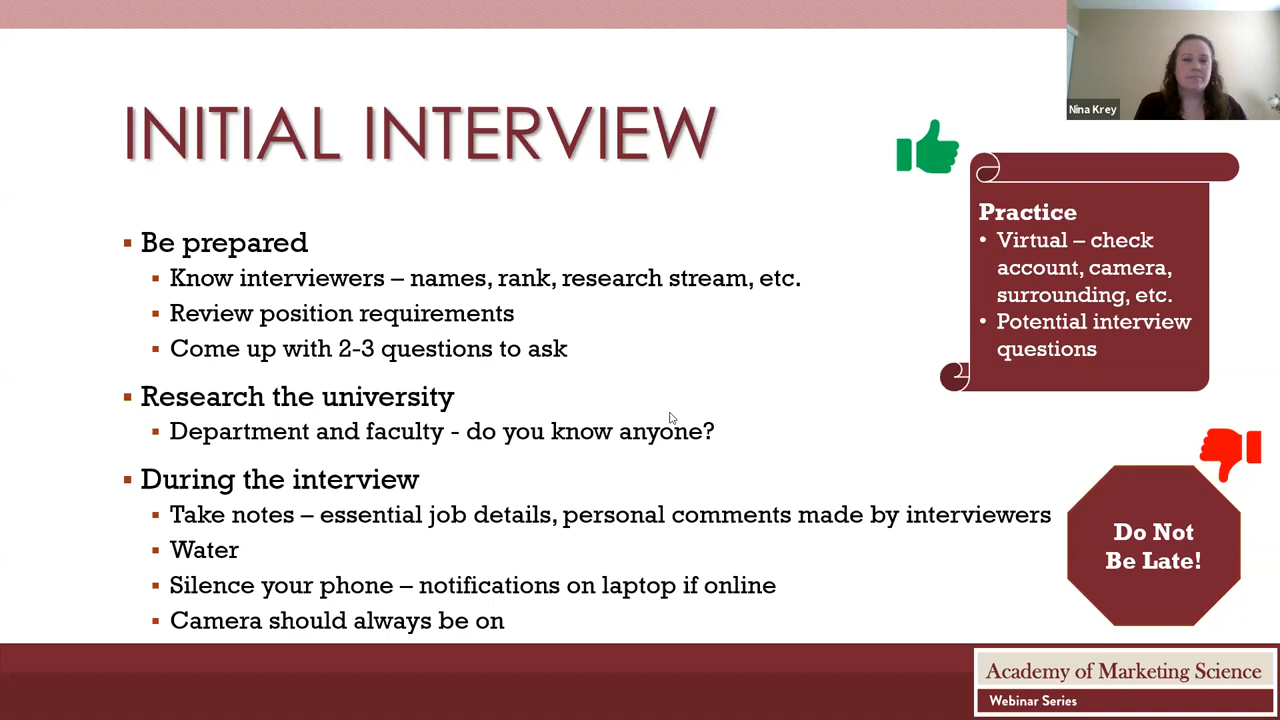 INITIAL INTERVIEW
Be prepared
Know interviewers – names, rank, research stream, etc.
Review position requirements
Come up with 2-3 questions to ask
Research the university
Department and faculty - do you know anyone?
During the interview
Take notes – essential job details, personal comments made by interviewers
Water
Silence your phone – notifications on laptop if online
Camera should always be on
Nina Krey
Practice
• Virtual – check
account, camera,
surrounding, etc.
• Potential interview
questions
Do Not
Be Late!
Academy of Marketing Science
Webinar Series